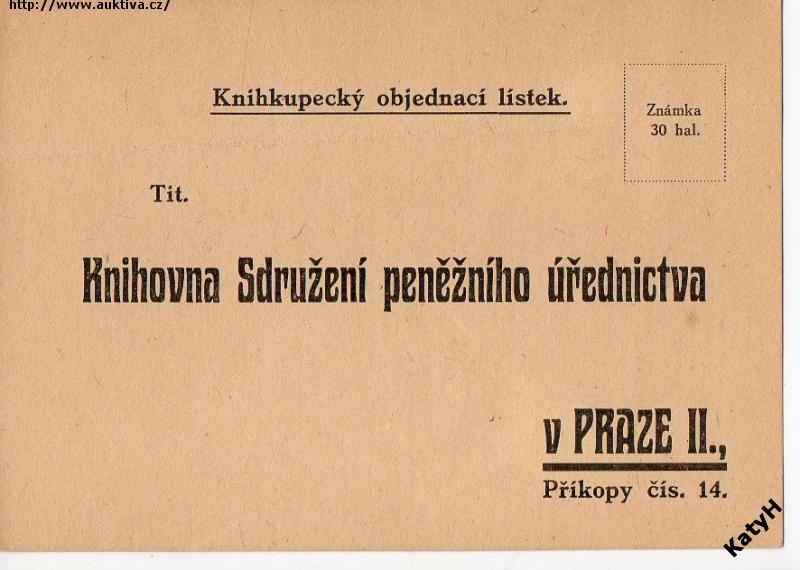 http://www.auktiva.cz/
Knihkupecký objednací lístek.
Známka
30 hal.
Tit.
Knihovna Sdružení peněžního úřednictva
v PRAZE II.,
Příkopy čís. 14.
KatyH